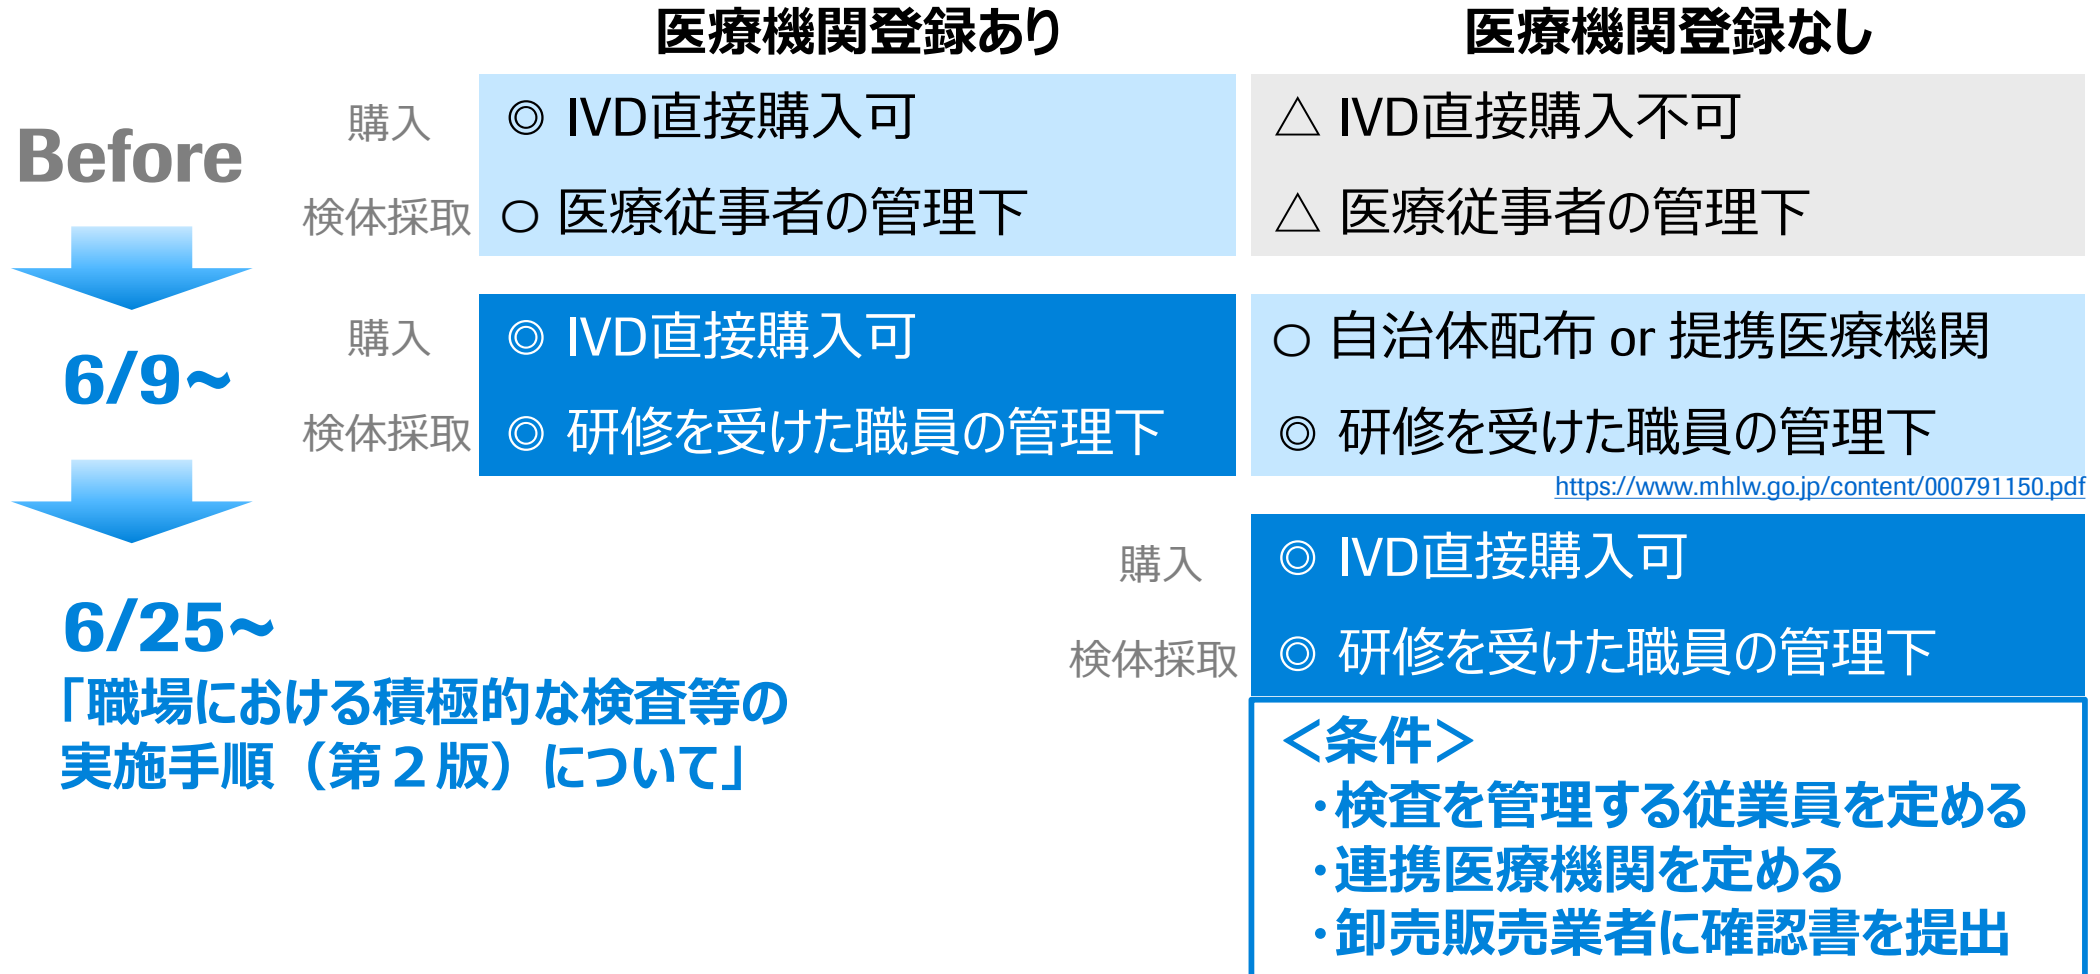 医療機関登録あり
医療機関登録なし
Before
購入
◎ IVD直接購入可
△ IVD直接購入不可
検体採取
○ 医療従事者の管理下
△ 医療従事者の管理下
6/9~
購入
◎ IVD直接購入可
○ 自治体配布 or 提携医療機関
検体採取
◎ 研修を受けた職員の管理下
◎ 研修を受けた職員の管理下
https://www.mhlw.go.jp/content/000791150.pdf
6/25~
「職場における積極的な検査等の
実施手順（第２版）について」
購入
◎ IVD直接購入可
検体採取
◎ 研修を受けた職員の管理下
＜条件＞
・検査を管理する従業員を定める
・連携医療機関を定める
・卸売販売業者に確認書を提出